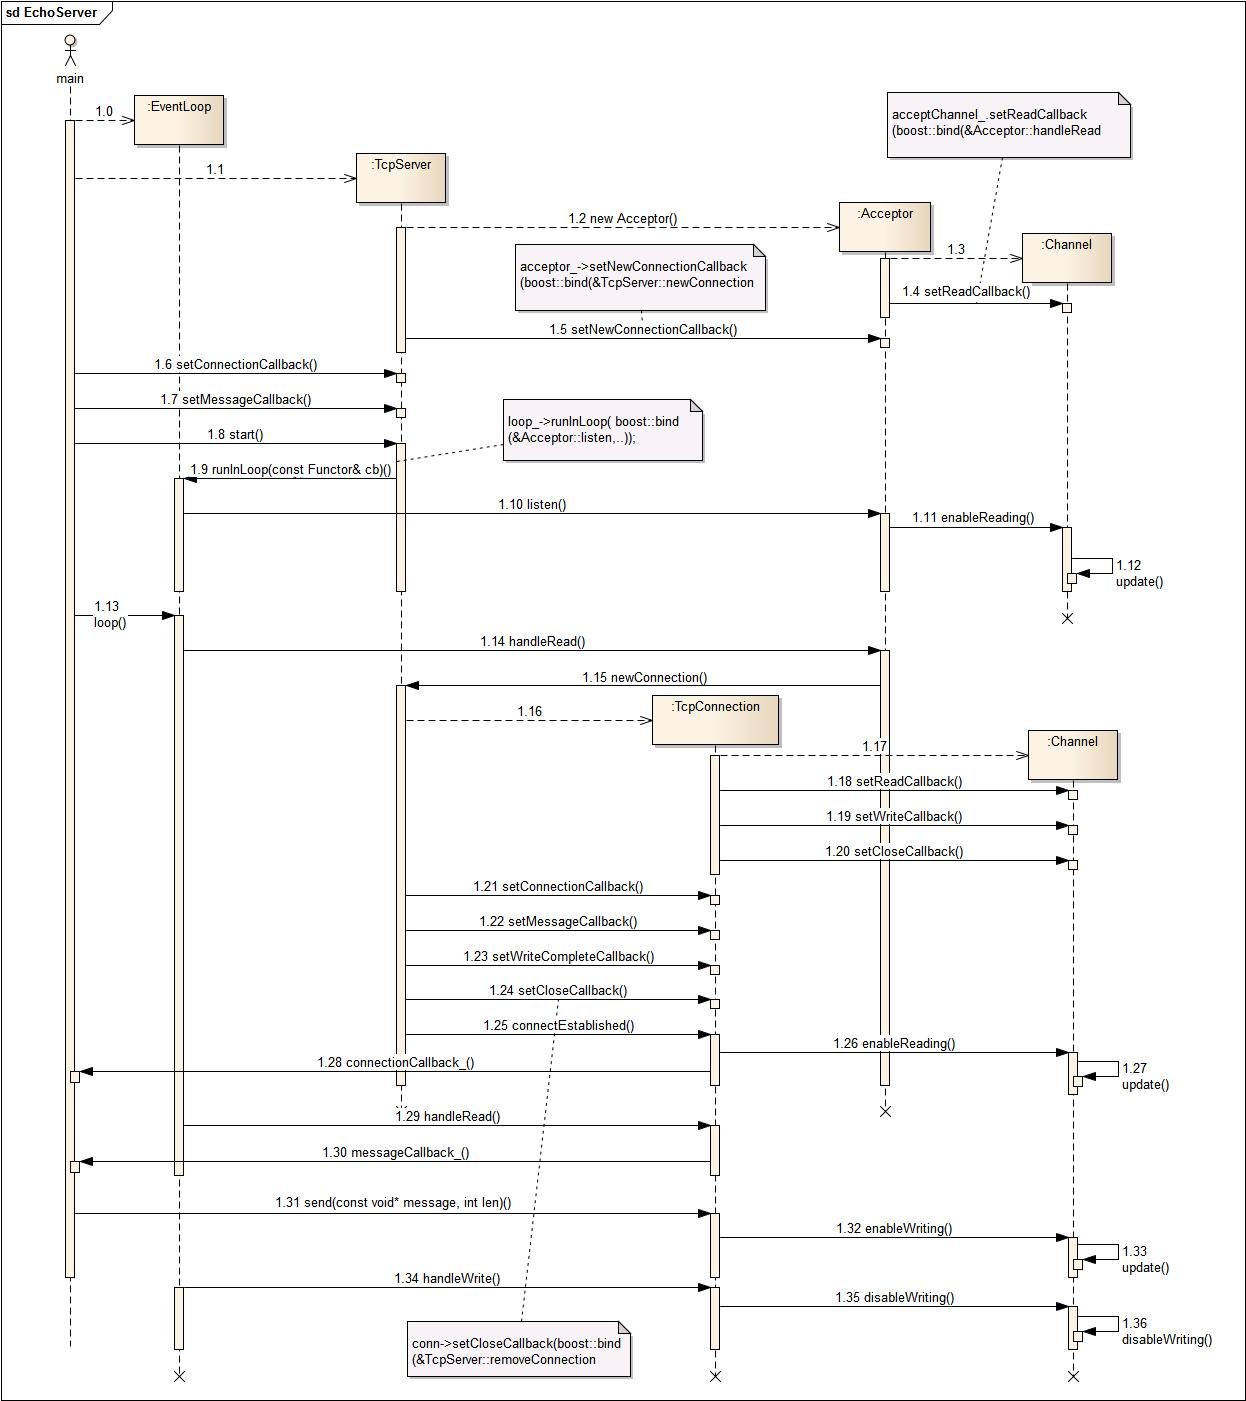 sd EchoServer
main
1.0
:EventLoop
acceptChannel_.setReadCallback
(boost::bind(&Acceptor::handleRead
1.1
:TcpServer
1.2 new Acceptor()
:Acceptor
:Channel
1.3
acceptor_->setNewConnectionCallback
(boost::bind(&TcpServer::newConnection
1.4 setReadCallback()
1.5 setNewConnectionCallback()
1.6 setConnectionCallback()
1.7 setMessageCallback()
loop_->runInLoop( boost::bind
(&Acceptor::listen,..));
1.8 start()
1.9 runInLoop(const Functor& cb)()
1.10 listen()
1.11 enableReading()
1.12
update()
1.13
loop()
1.14 handleRead()
1.15 newConnection()
:TcpConnection
1.16
:Channel
1.17
1.18 setReadCallback()
1.19 setWriteCallback()
1.20 setCloseCallback()
1.21 setConnectionCallback()
1.22 setMessageCallback()
1.23 setWriteCompleteCallback()
1.24 setCloseCallback()
1.25 connectEstablished()
1.26 enableReading()
1.28 connectionCallback_()
1.27
update()
1.29 handleRead()
1.30 messageCallback_()
1.31 send(const void* message, int len)()
1.32 enableWriting()
1.33
update()
1.34 handleWrite()
1.35 disableWriting()
1.36
disableWriting()
conn->setCloseCallback(boost::bind
(&TcpServer::removeConnection